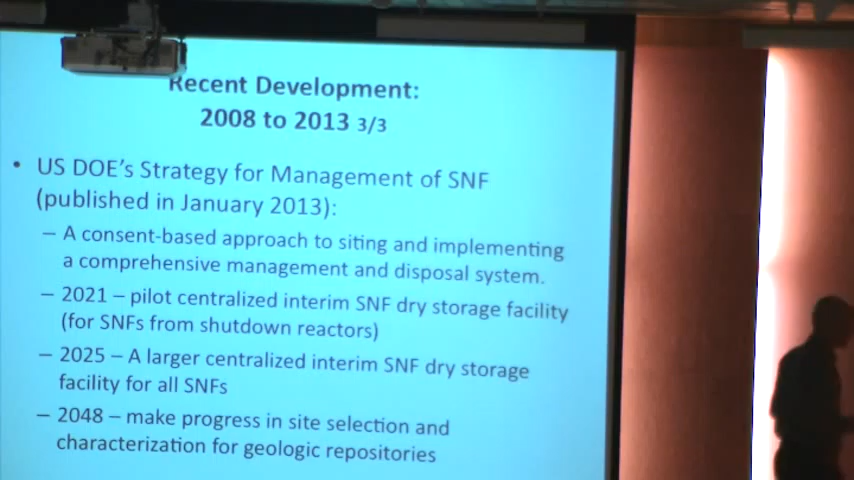 Recent Development:
2008 to 2013 3/3
• US DOE's Strategy for Management of SNF
(published in January 2013):
– A consent-based approach to siting and implementing
a comprehensive management and disposal system.
– 2021 – pilot centralized interim SNF dry storage facility
(for SNFs from shutdown reactors)
– 2025 – A larger centralized interim SNF dry storage
facility for all SNFs
– 2048 – make progress in site selection and
characterization for geologic repositories